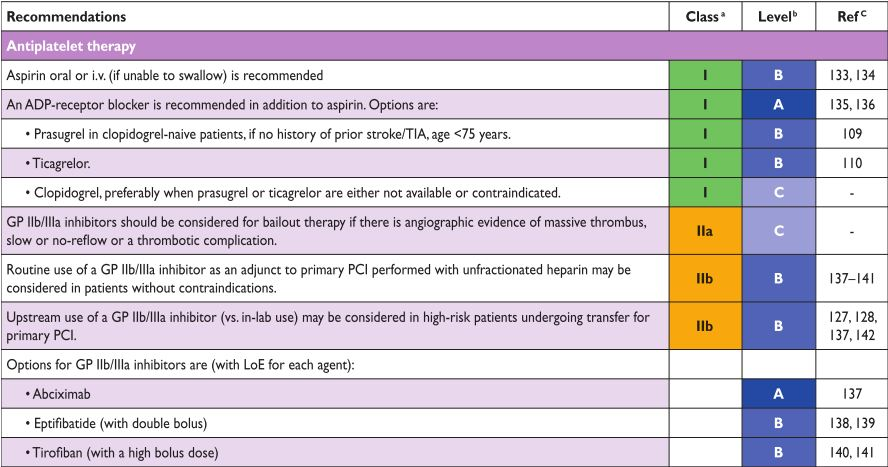 Recommendations Class a Level b Ref C
Antiplatelet therapy
Aspirin oral or i.v. (if unable to swallow) is recommended I B 133, 134
An ADP-receptor blocker is recommended in addition to aspirin. Options are: I A 135, 136
• Prasugrel in clopidogrel-naive patients, if no history of prior stroke/TIA, age <75 years. I B 109
• Ticagrelor. I B 110
• Clopidogrel, preferably when prasugrel or ticagrelor are either not available or contraindicated. I C -
GP IIb/IIIa inhibitors should be considered for bailout therapy if there is angiographic evidence of massive thrombus,
slow or no-reflow or a thrombotic complication. IIa C -
Routine use of a GP IIb/IIIa inhibitor as an adjunct to primary PCI performed with unfractionated heparin may be
considered in patients without contraindications. IIb B 137–141
Upstream use of a GP IIb/IIIa inhibitor (vs. in-lab use) may be considered in high-risk patients undergoing transfer for
primary PCI. IIb B 127, 128,
137, 142
Options for GP IIb/IIIa inhibitors are (with LoE for each agent):
• Abciximab A 137
• Eptifibatide (with double bolus) B 138, 139
• Tirofiban (with a high bolus dose) B 140, 141